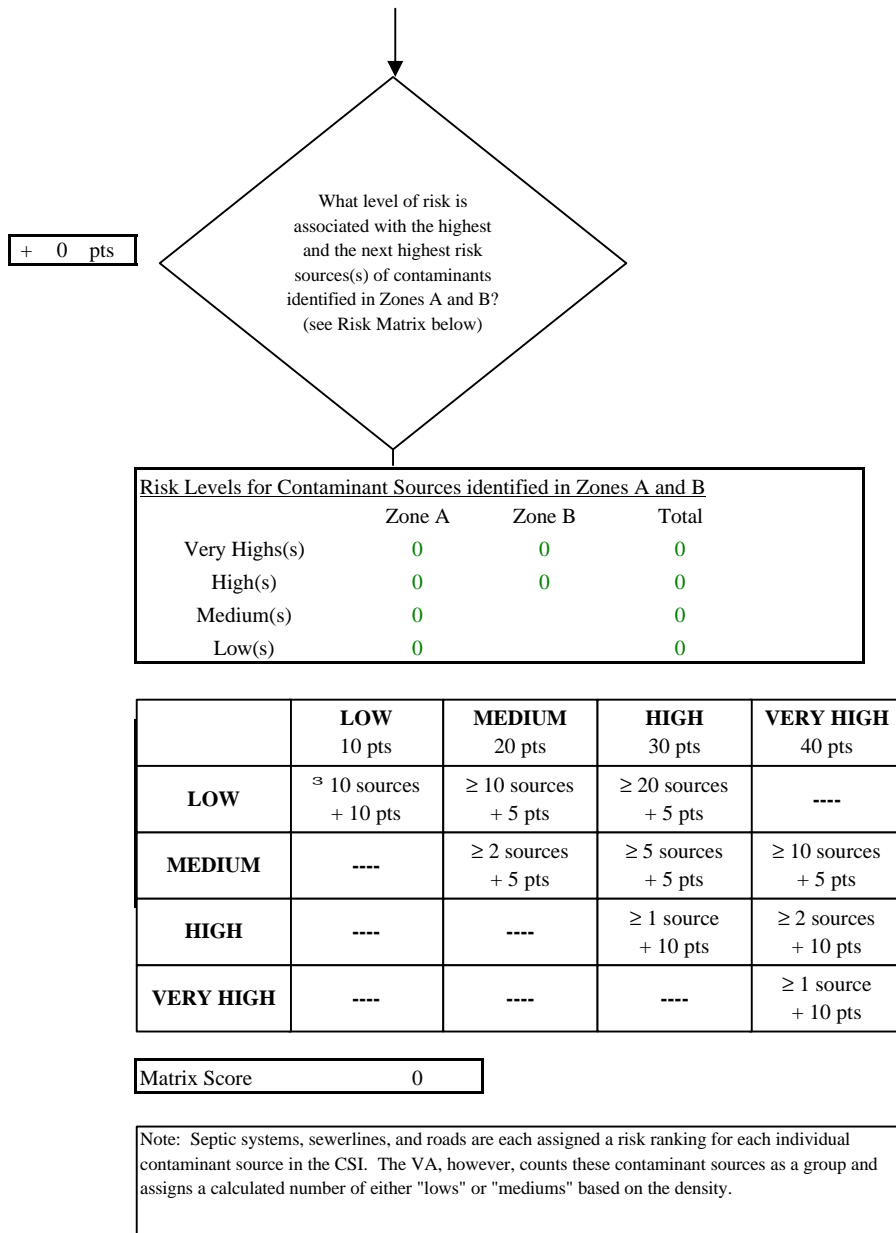 What level of risk is
associated with the highest
and the next highest risk
sources(s) of contaminants
identified in Zones A and B?
(see Risk Matrix below)
+ 0 pts
Risk Levels for Contaminant Sources identified in Zones A and B
Zone A Zone B Total
Very Highs(s) 0 0 0
High(s) 0 0 0
Medium(s) 0 0
Low(s) 0 0
LOW MEDIUM HIGH VERY HIGH
10 pts 20 pts 30 pts 40 pts
LOW ³ 10 sources ≥ 10 sources ≥ 20 sources ----
+ 10 pts + 5 pts + 5 pts
MEDIUM ---- ≥ 2 sources ≥ 5 sources ≥ 10 sources
+ 5 pts + 5 pts + 5 pts
HIGH ---- ---- ≥ 1 source ≥ 2 sources
+ 10 pts + 10 pts
VERY HIGH ---- ---- ---- ≥ 1 source
+ 10 pts
Matrix Score 0
Note: Septic systems, sewerlines, and roads are each assigned a risk ranking for each individual
contaminant source in the CSI. The VA, however, counts these contaminant sources as a group and
assigns a calculated number of either "lows" or "mediums" based on the density.